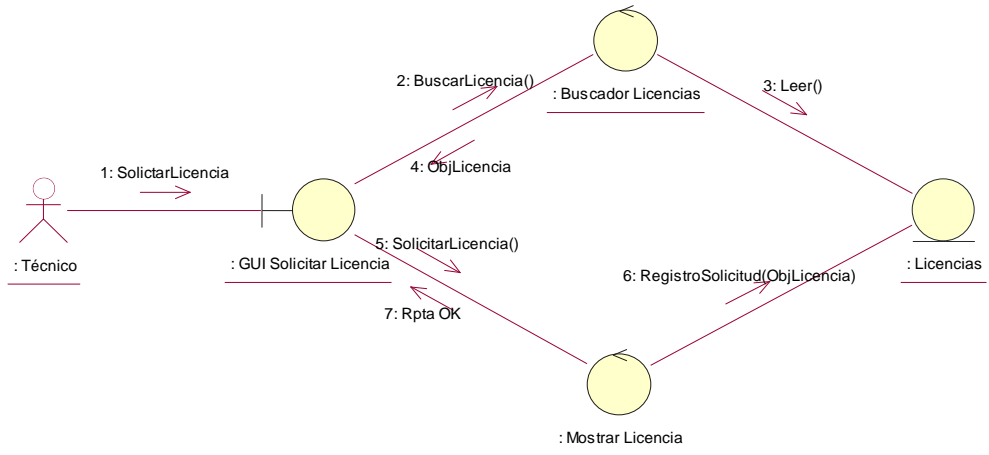 2: BuscarLicencia()
: Buscador Licencias
3: Leer()
1: SolictarLicencia
4: ObjLicencia
: Técnico
: GUI Solicitar Licencia
5: SolicitarLicencia()
6: RegistroSolicitud(ObjLicencia)
: Licencias
7: Rpta OK
: Mostrar Licencia